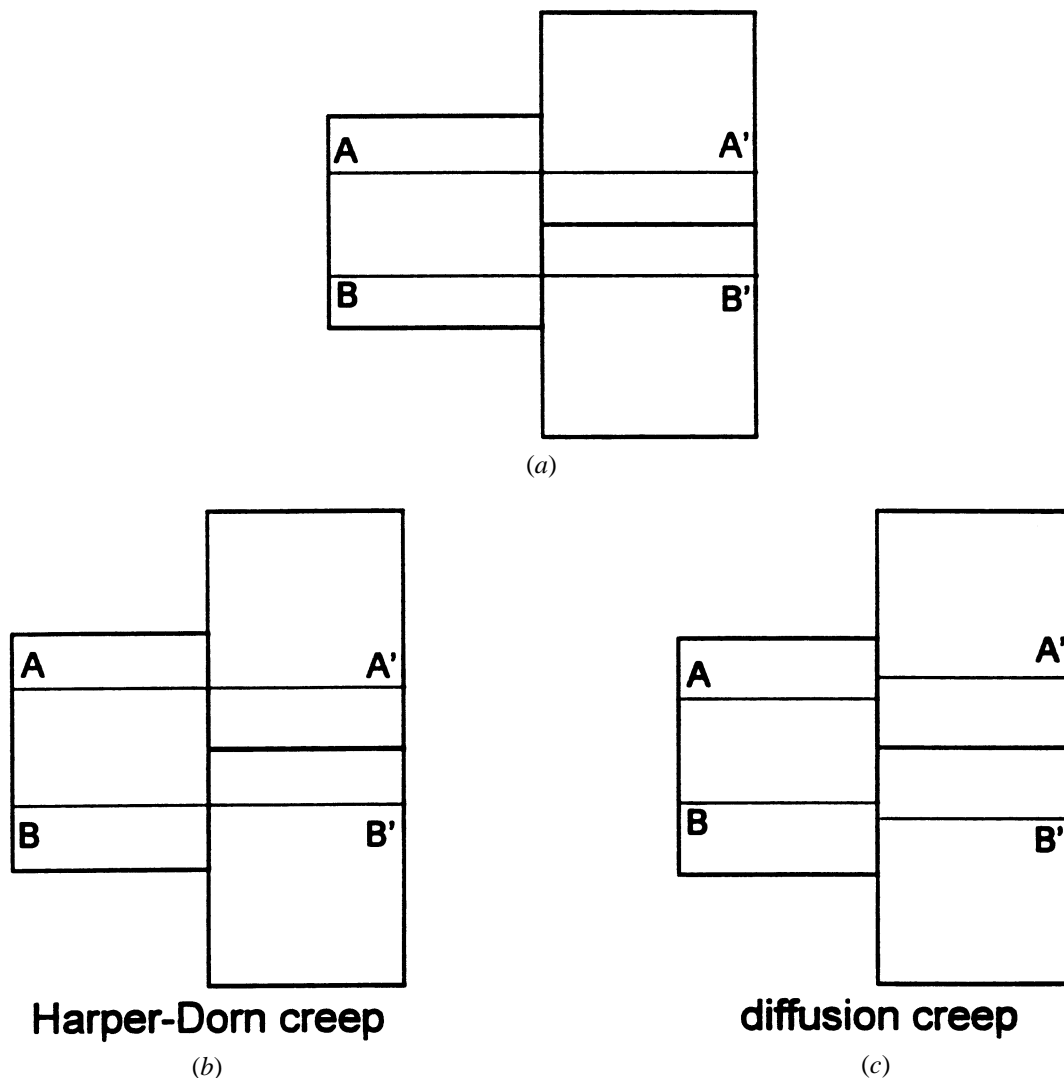 A A'
B B'
(a)
A A'
B B'
Harper-Dorn creep
(b)
A A'
B B'
diffusion creep
(c)